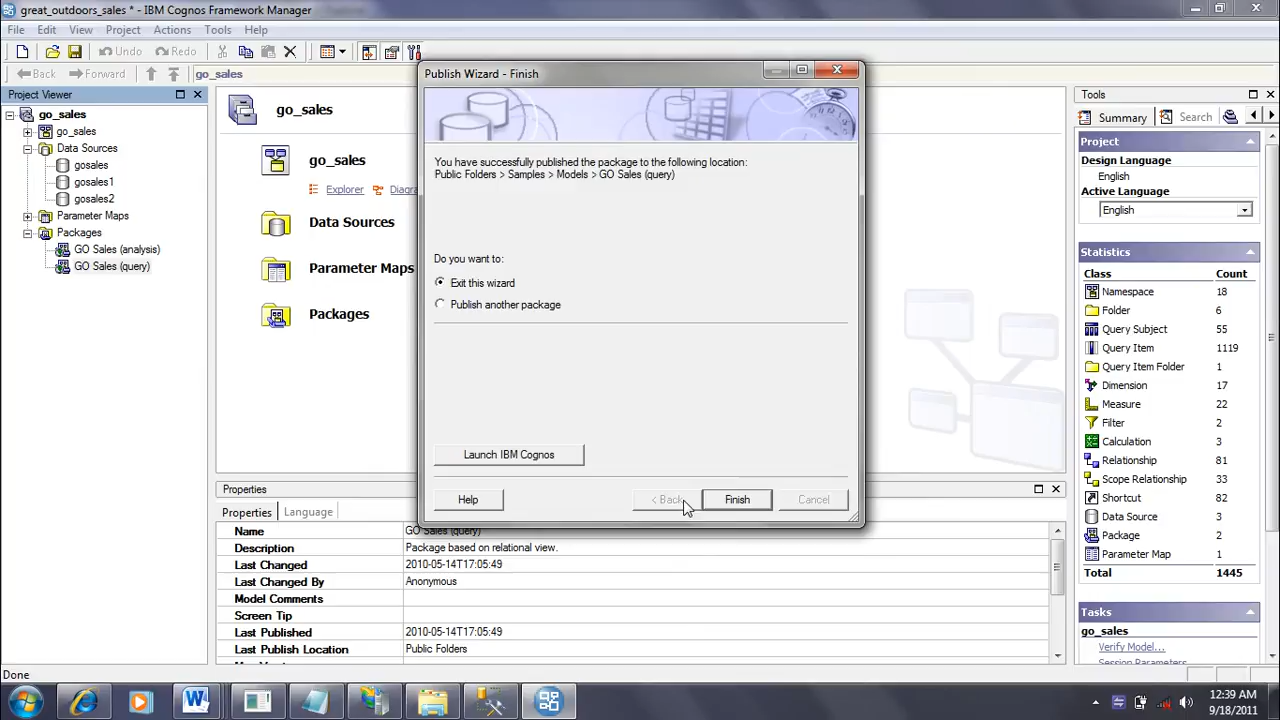 great_outdoors_sales * - IBM Cognos Framework Manager
File Edit View Project Actions Tools Help
Undo Redo
Back Forward go_sales
Project Viewer
go_sales
go_sales
Data Sources
gosales
gosales1
gosales2
Parameter Maps
Packages
GO Sales (analysis)
GO Sales (query)
go_sales
go_sales
Explorer
Data Sources
Parameter Maps
Packages
Publish Wizard - Finish
You have successfully published the package to the following location:
Public Folders > Samples > Models > GO Sales (query)
Do you want to:
Exit this wizard
Publish another package
Launch IBM Cognos
Help < Back Finish Cancel
Properties
Properties Language
Name GO Sales (query)
Description Package based on relational view.
Last Changed 2010-05-14T17:05:49
Last Changed By Anonymous
Model Comments
Screen Tip
Last Published 2010-05-14T17:05:49
Last Publish Location Public Folders
Tools
Summary Search
Project
Design Language
English
Active Language
English
Statistics
Class Count
Namespace 18
Folder 6
Query Subject 55
Query Item 1119
Query Item Folder 1
Dimension 17
Measure 22
Filter 2
Calculation 23
Relationship 81
Scope Relationship 33
Shortcut 82
Data Source 3
Package 2
Parameter Map 1
Total 1445
Tasks
go_sales
Verify Model...
Session Parameters
Done
12:39 AM
9/18/2011